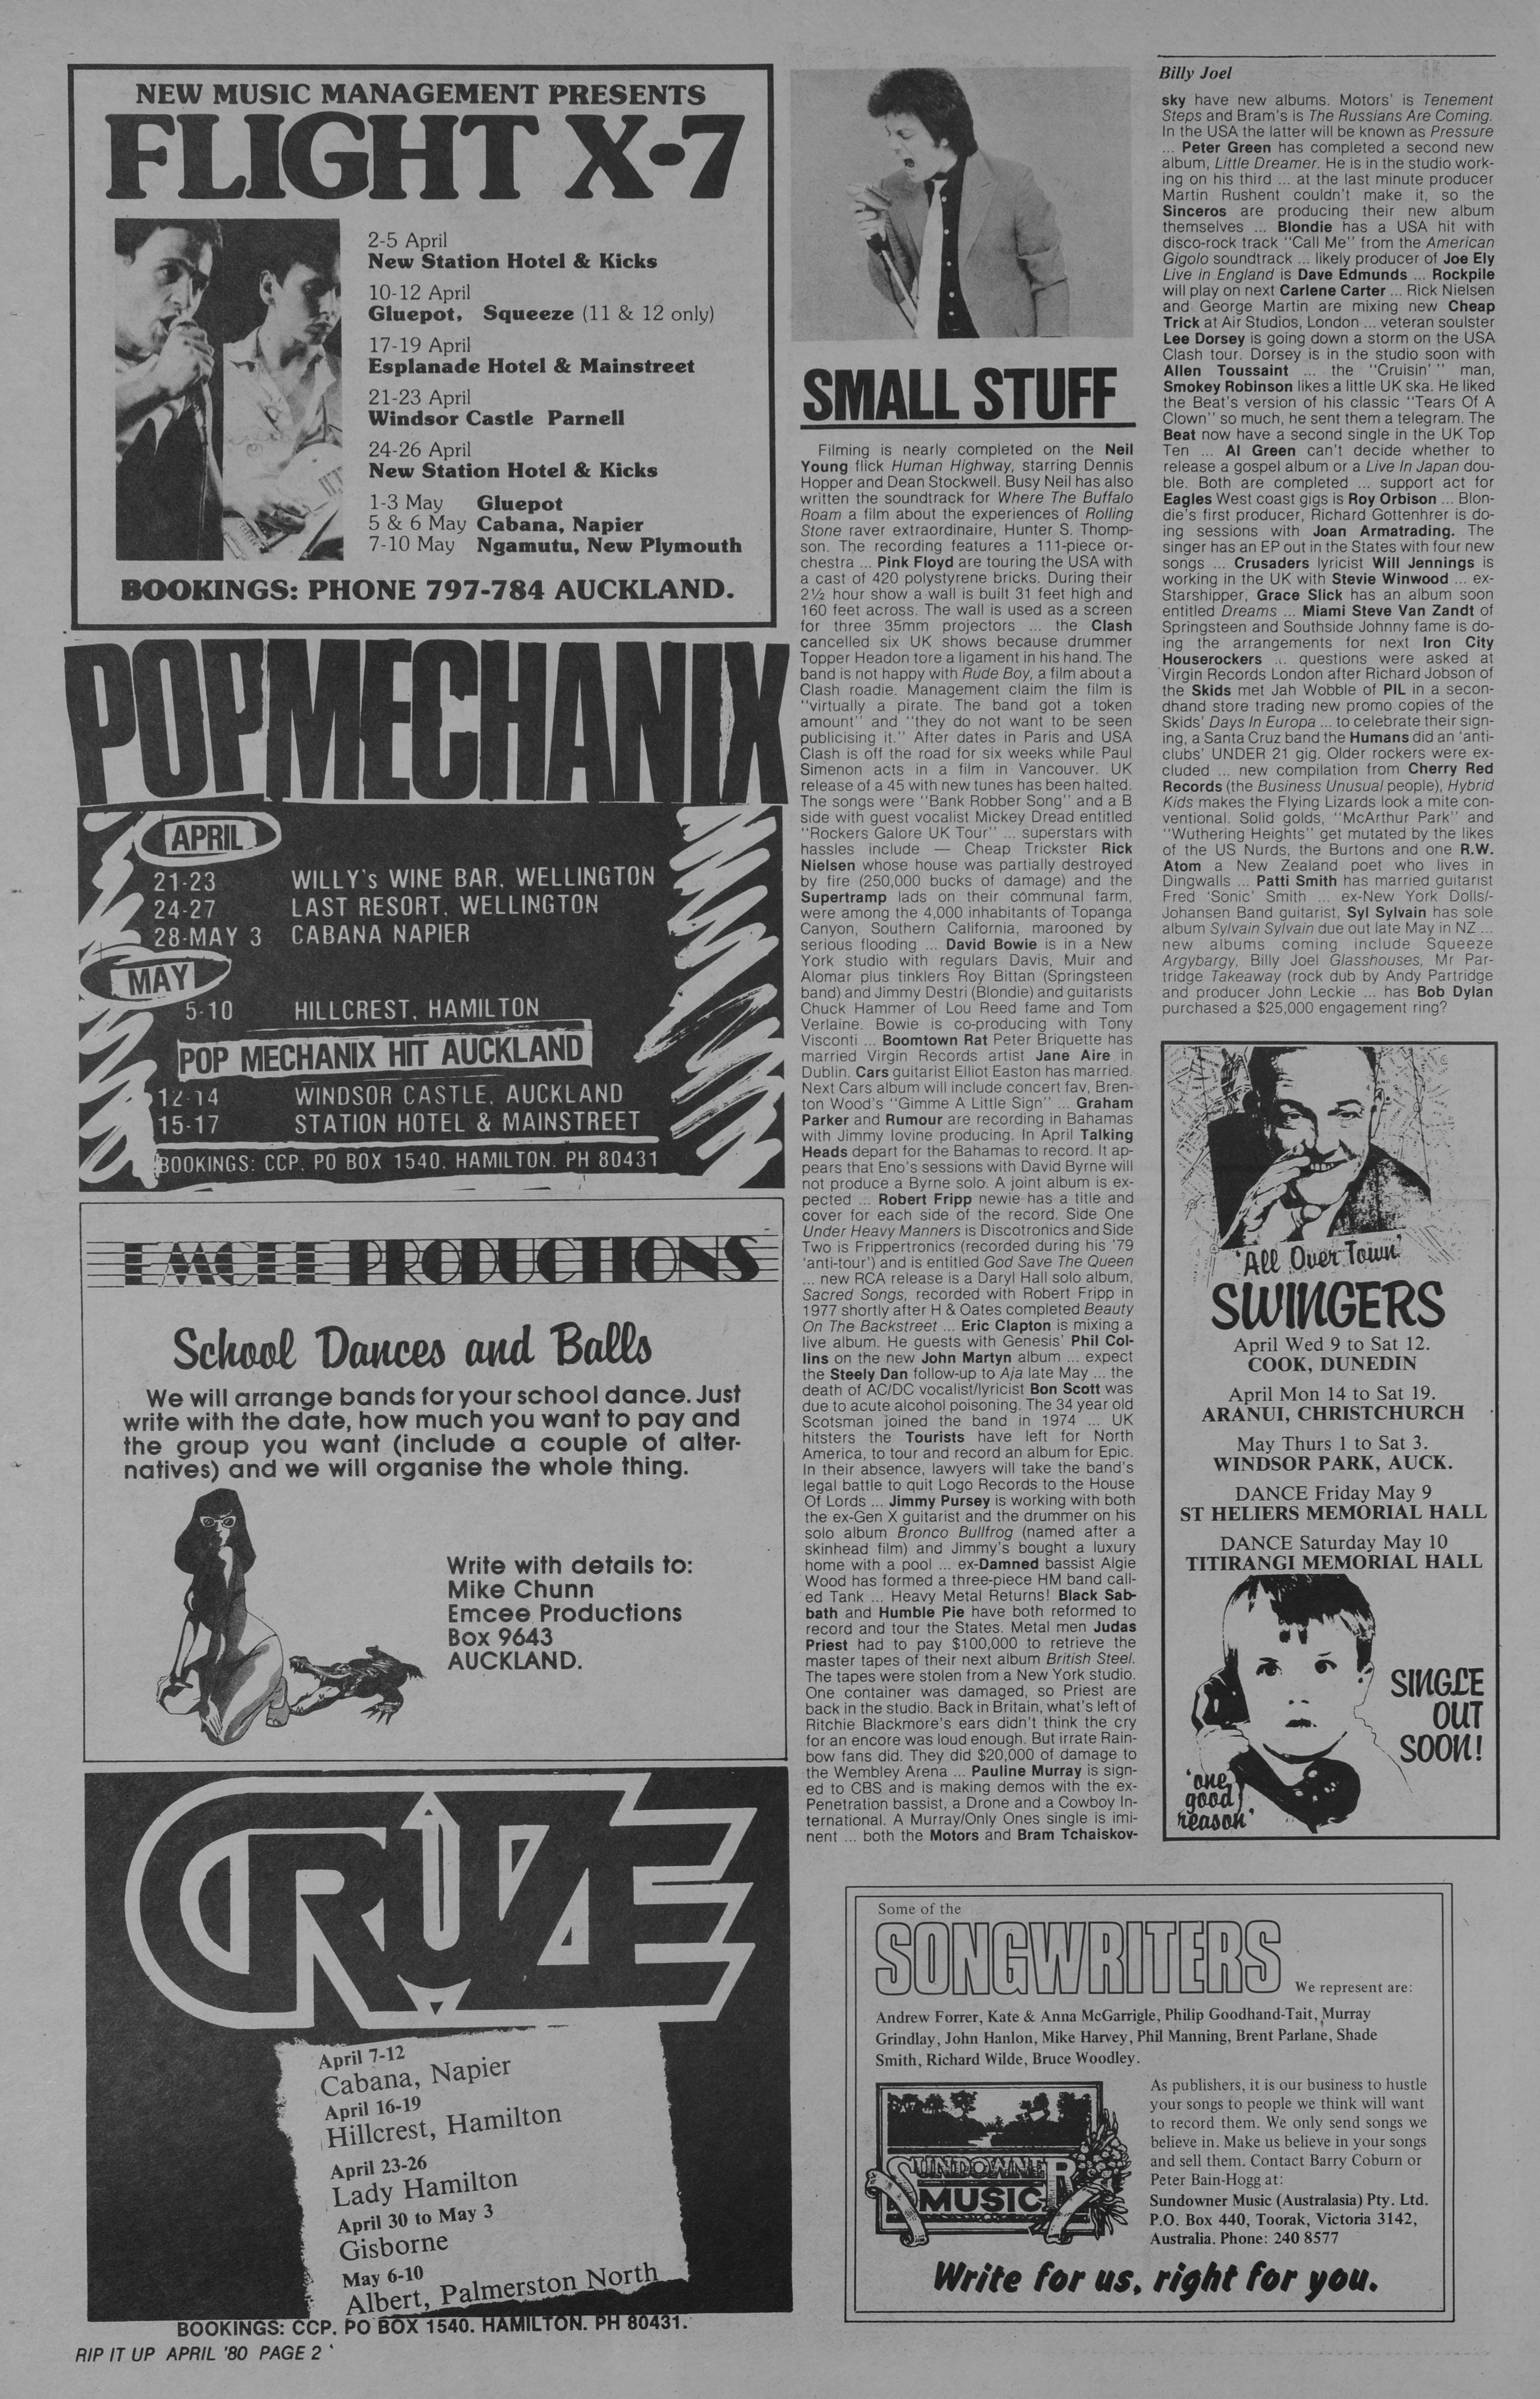 NEW MUSIC MANAGEMENT PRESENTS
FLIGHT X-7
2-5 April
New Station Hotel & Kicks
10-12 April
Gluepot, Squeeze (11 & 12 only)
17-19 April
Esplanade Hotel & Mainstreet
21-23 April
Windsor Castle Parnell
24-26 April
New Station Hotel & Kicks
1-3 May Gluepot
5 & 6 May Cabana, Napier
7-10 May Ngamutu, New Plymouth
BOOKINGS: PHONE 797-784 AUCKLAND.
POPMECHANIX
APRIL
21-23 WILLY's WINE BAR, WELLINGTON
24-27 LAST RESORT, WELLINGTON
28-MAY 3 CABANA NAPIER
MAY
5-10 HILLCREST, HAMILTON
POP MECHANIX HIT AUCKLAND
12-14 WINDSOR CASTLE, AUCKLAND
15-17 STATION HOTEL & MAINSTREET
BOOKINGS: CCP. PO BOX 1540. HAMILTON. PH 80431
EMCEE PRODUCTIONS
School Dances and Balls
We will arrange bands for your school dance. Just
write with the date, how much you want to pay and
the group you want (include a couple of alter-
natives) and we will organise the whole thing.
Write with details to:
Mike Chunn
Emcee Productions
Box 9643
AUCKLAND.
CRUZE
April 7-12
Cabana, Napier
April 16-19
Hillcrest, Hamilton
April 23-26
Lady Hamilton
April 30 to May 3
Gisborne
May 6-10
Albert, Palmerston North
BOOKINGS: CCP. PO BOX 1540. HAMILTON. PH 80431.
RIP IT UP APRIL '80 PAGE 2
SMALL STUFF
Filming is nearly completed on the Neil
Young flick Human Highway, starring Dennis
Hopper and Dean Stockwell. Busy Neil has also
written the soundtrack for Where The Buffalo
Roam a film about the experiences of Rolling
Stone raver extraordinaire, Hunter S. Thomp-
son. The recording features a 111-piece or-
chestra ... Pink Floyd are touring the USA with
a cast of 420 polystyrene bricks. During their
2½ hour show a wall is built 31 feet high and
160 feet across. The wall is used as a screen
for three 35mm projectors ... the Clash
cancelled six UK shows because drummer
Topper Headon tore a ligament in his hand. The
band is not happy with Rude Boy, a film about a
Clash roadie. Management claim the film is
"virtually a pirate. The band got a token
amount" and "they do not want to be seen
publicising it." After dates in Paris and USA
Clash is off the road for six weeks while Paul
Simenon acts in a film in Vancouver. UK
release of a 45 with new tunes has been halted.
The songs were "Bank Robber Song" and a B
side with guest vocalist Mickey Dread entitled
"Rockers Galore UK Tour" ... superstars with
hassles include — Cheap Trickster Rick
Nielsen whose house was partially destroyed
by fire (250,000 bucks of damage) and the
Supertramp lads on their communal farm,
were among the 4,000 inhabitants of Topanga
Canyon, Southern California, marooned by
serious flooding ... David Bowie is in a New
York studio with regulars Davis, Muir and
Alomar plus tinklers Roy Bittan (Springsteen
band) and Jimmy Destri (Blondie) and guitarists
Chuck Hammer of Lou Reed fame and Tom
Verlaine. Bowie is co-producing with Tony
Visconti ... Boomtown Rat Peter Briquette has
married Virgin Records artist Jane Aire in
Dublin. Cars guitarist Elliot Easton has married.
Next Cars album will include concert fav, Bren-
ton Wood's "Gimme A Little Sign" ... Graham
Parker and Rumour are recording in Bahamas
with Jimmy Iovine producing. In April Talking
Heads depart for the Bahamas to record. It ap-
pears that Eno's sessions with David Byrne will
not produce a Byrne solo. A joint album is ex-
pected ... Robert Fripp newie has a title and
cover for each side of the record. Side One
Under Heavy Manners is Discotronics and Side
Two is Frippertronics (recorded during his '79
'anti-tour') and is entitled God Save The Queen
... new RCA release is a Daryl Hall solo album,
Sacred Songs, recorded with Robert Fripp in
1977 shortly after H & Oates completed Beauty
On The Backstreet ... Eric Clapton is mixing a
live album. He guests with Genesis' Phil Col-
lins on the new John Martyn album ... expect
the Steely Dan follow-up to Aja late May ... the
death of AC/DC vocalist/lyricist Bon Scott was
due to acute alcohol poisoning. The 34 year old
Scotsman joined the band in 1974 ... UK
hitsters the Tourists have left for North
America, to tour and record an album for Epic.
In their absence, lawyers will take the band's
legal battle to quit Logo Records to the House
Of Lords ... Jimmy Pursey is working with both
the ex-Gen X guitarist and the drummer on his
solo album Bronco Bullfrog (named after a
skinhead film) and Jimmy's bought a luxury
home with a pool ... ex-Damned bassist Algie
Wood has formed a three-piece HM band call-
ed Tank ... Heavy Metal Returns! Black Sab-
bath and Humble Pie have both reformed to
record and tour the States. Metal men Judas
Priest had to pay $100,000 to retrieve the
master tapes of their next album British Steel.
The tapes were stolen from a New York studio.
One container was damaged, so Priest are
back in the studio. Back in Britain, what's left of
Ritchie Blackmore's ears didn't think the cry
for an encore was loud enough. But irrate Rain-
bow fans did. They did $20,000 of damage to
the Wembley Arena ... Pauline Murray is sign-
ed to CBS and is making demos with the ex-
Penetration bassist, a Drone and a Cowboy In-
ternational. A Murray/Only Ones single is imi-
nent ... both the Motors and Bram Tchaiskov-
Billy Joel
sky have new albums. Motors' is Tenement
Steps and Bram's is The Russians Are Coming.
In the USA the latter will be known as Pressure
... Peter Green has completed a second new
album, Little Dreamer. He is in the studio work-
ing on his third ... at the last minute producer
Martin Rushent couldn't make it, so the
Sinceros are producing their new album
themselves ... Blondie has a USA hit with
disco-rock track "Call Me" from the American
Gigolo soundtrack ... likely producer of Joe Ely
Live in England is Dave Edmunds ... Rockpile
will play on next Carlene Carter ... Rick Nielsen
and George Martin are mixing new Cheap
Trick at Air Studios, London ... veteran soulster
Lee Dorsey is going down a storm on the USA
Clash tour. Dorsey is in the studio soon with
Allen Toussaint ... the "Cruisin'" man,
Smokey Robinson likes a little UK ska. He liked
the Beat's version of his classic "Tears Of A
Clown" so much, he sent them a telegram. The
Beat now have a second single in the UK Top
Ten ... Al Green can't decide whether to
release a gospel album or a Live In Japan dou-
ble. Both are completed ... support act for
Eagles West coast gigs is Roy Orbison ... Blon-
die's first producer, Richard Gottenhrer is do-
ing sessions with Joan Armatrading. The
singer has an EP out in the States with four new
songs ... Crusaders lyricist Will Jennings is
working in the UK with Stevie Winwood ... ex-
Starshipper, Grace Slick has an album soon
entitled Dreams ... Miami Steve Van Zandt of
Springsteen and Southside Johnny fame is do-
ing the arrangements for next Iron City
Houserockers ... questions were asked at
Virgin Records London after Richard Jobson of
the Skids met Jah Wobble of PIL in a secon-
dhand store trading new promo copies of the
Skids' Days In Europa ... to celebrate their sign-
ing, a Santa Cruz band the Humans did an 'anti-
clubs' UNDER 21 gig. Older rockers were ex-
cluded ... new compilation from Cherry Red
Records (the Business Unusual people), Hybrid
Kids makes the Flying Lizards look a mite con-
ventional. Solid golds, "McArthur Park" and
"Wuthering Heights" get mutated by the likes
of the US Nurds, the Burtons and one R.W.
Atom a New Zealand poet who lives in
Dingwalls ... Patti Smith has married guitarist
Fred 'Sonic' Smith ... ex-New York Dolls/-
Johansen Band guitarist, Syl Sylvain has sole
album Sylvain Sylvain due out late May in NZ ...
new albums coming include Squeeze
Argybargy, Billy Joel Glasshouses, Mr Par-
tridge Takeaway (rock dub by Andy Partridge
and producer John Leckie ... has Bob Dylan
purchased a $25,000 engagement ring?
'All Over Town'
SWINGERS
April Wed 9 to Sat 12.
COOK, DUNEDIN
April Mon 14 to Sat 19.
ARANUI, CHRISTCHURCH
May Thurs 1 to Sat 3.
WINDSOR PARK, AUCK.
DANCE Friday May 9
ST HELIERS MEMORIAL HALL
DANCE Saturday May 10
TITIRANGI MEMORIAL HALL
SINGLE
OUT
SOON!
'one
good
reason'
Some of the
SONGWRITERS
We represent are:
Andrew Forrer, Kate & Anna McGarrigle, Philip Goodhand-Tait, Murray
Grindlay, John Hanlon, Mike Harvey, Phil Manning, Brent Parlane, Shade
Smith, Richard Wilde, Bruce Woodley.
SUNDOWNER
MUSIC
As publishers, it is our business to hustle
your songs to people we think will want
to record them. We only send songs we
believe in. Make us believe in your songs
and sell them. Contact Barry Coburn or
Peter Bain-Hogg at:
Sundowner Music (Australasia) Pty. Ltd.
P.O. Box 440, Toorak, Victoria 3142,
Australia. Phone: 240 8577
Write for us, right for you.